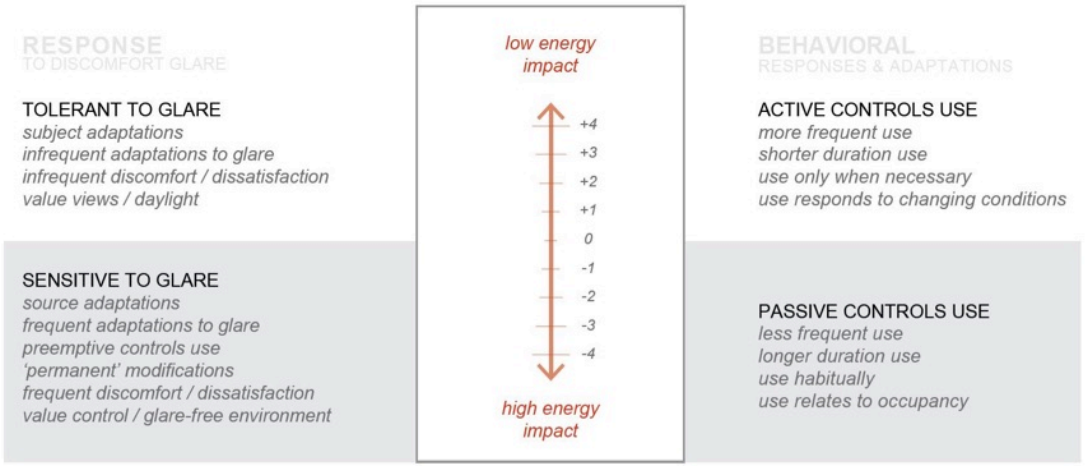 RESPONSE
TO DISCOMFORT GLARE
TOLERANT TO GLARE
subject adaptations
infrequent adaptations to glare
infrequent discomfort / dissatisfaction
value views / daylight
SENSITIVE TO GLARE
source adaptations
frequent adaptations to glare
preemptive controls use
‘permanent’ modifications
frequent discomfort / dissatisfaction
value control / glare-free environment
low energy
impact
+4
+3
+2
+1
0
-1
-2
-3
-4
high energy
impact
BEHAVIORAL
RESPONSES & ADAPTATIONS
ACTIVE CONTROLS USE
more frequent use
shorter duration use
use only when necessary
use responds to changing conditions
PASSIVE CONTROLS USE
less frequent use
longer duration use
use habitually
use relates to occupancy